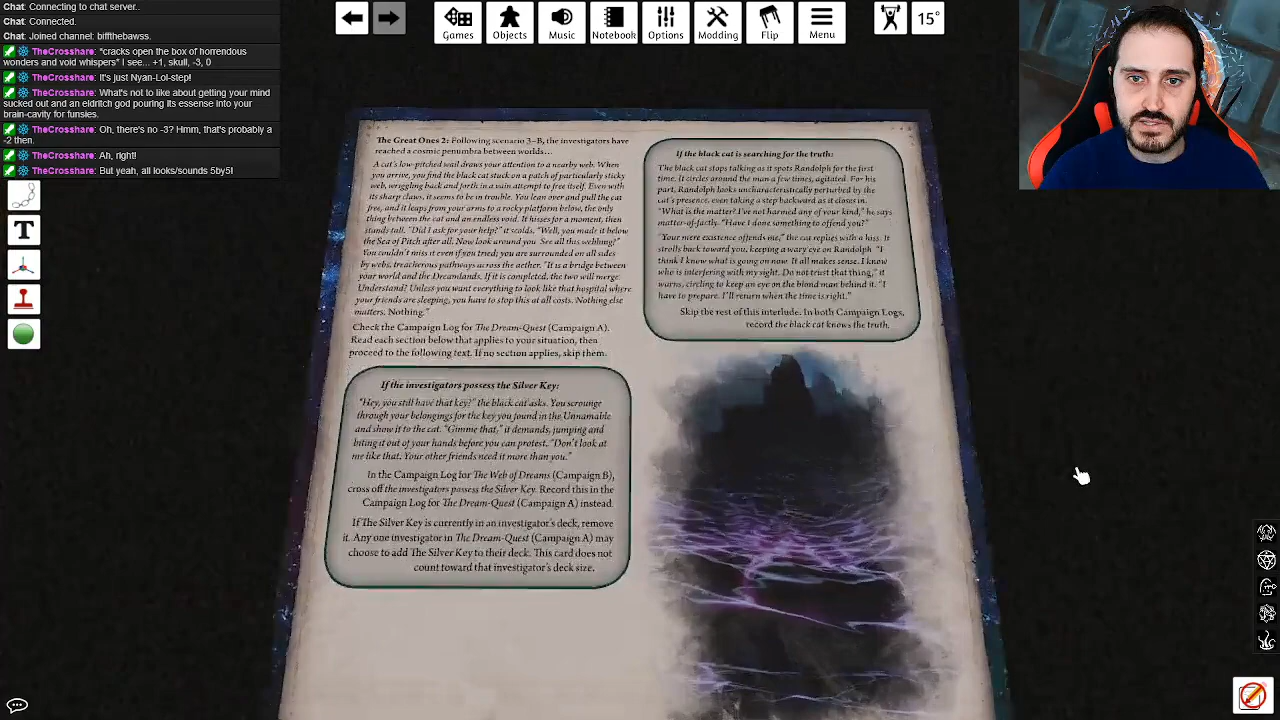 Chat: Connecting to chat server..
Chat: Connected.
Chat: Joined channel: biffthebawss.
TheCrosshare: *cracks open the box of horrendous
wonders and void whispers* I see... +1, skull, -3, 0
TheCrosshare: It's just Nyan-Lol-step!
TheCrosshare: What's not to like about getting your mind
sucked out and an eldritch god pouring its essense into your
brain-cavity for funsies.
TheCrosshare: Oh, there's no -3? Hmm, that's probably a
-2 then.
TheCrosshare: Ah, right!
TheCrosshare: But yeah, all looks/sounds 5by5!
Games
Objects
Music
Notebook
Options
Modding
Flip
Menu
15°
T
The Great Ones 2: Following scenario 3–B, the investigators have
reached a cosmic penumbra between worlds…
A cat's low-pitched wail draws your attention to a nearby web. When
you arrive, you find the black cat stuck on a patch of particularly sticky
web, wriggling back and forth in a vain attempt to free itself. Even with
its sharp claws, it seems to be in trouble. You lean over and pull the cat
free, and it leaps from your arms to a rocky platform below, the only
thing between the cat and an endless void. It hisses for a moment, then
stands tall. "Did I ask for your help?" it scolds. "Well, you made it below
the Sea of Pitch after all. Now look around you. See all this webbing?"
You couldn't miss it even if you tried; you are surrounded on all sides
by webs, treacherous pathways across the aether. "It is a bridge between
your world and the Dreamlands. If it is completed, the two will merge.
Understand? Unless you want everything to look like that hospital where
your friends are sleeping, you have to stop this at all costs. Nothing else
matters. Nothing."
Check the Campaign Log for The Dream-Quest (Campaign A).
Read each section below that applies to your situation, then
proceed to the following text. If no section applies, skip them.
If the investigators possess the Silver Key:
"Hey, you still have that key?" the black cat asks. You scrounge
through your belongings for the key you found in the Unnamable
and show it to the cat. "Gimme that," it demands, jumping and
biting it out of your hands before you can protest. "Don't look at
me like that. Your other friends need it more than you."
In the Campaign Log for The Web of Dreams (Campaign B),
cross off the investigators possess the Silver Key. Record this in the
Campaign Log for The Dream-Quest (Campaign A) instead.
If The Silver Key is currently in an investigator's deck, remove
it. Any one investigator in The Dream-Quest (Campaign A) may
choose to add The Silver Key to their deck. This card does not
count toward that investigator's deck size.
If the black cat is searching for the truth:
The black cat stops talking as it spots Randolph for the first
time. It circles around the man a few times, agitated. For his
part, Randolph looks uncharacteristically perturbed by the
cat's presence, even taking a step backward as it closes in.
"What is the matter? I've not harmed any of your kind," he says
matter-of-factly. "Have I done something to offend you?"
"Your mere existence offends me," the cat replies with a hiss. It
strolls back toward you, keeping a wary eye on Randolph. "I
think I know what is going on now. It all makes sense. I know
who is interfering with my sight. Do not trust that thing," it
warns, circling to keep an eye on the blond man behind it. "I
have to prepare. I'll return when the time is right."
Skip the rest of this interlude. In both Campaign Logs,
record the black cat knows the truth.